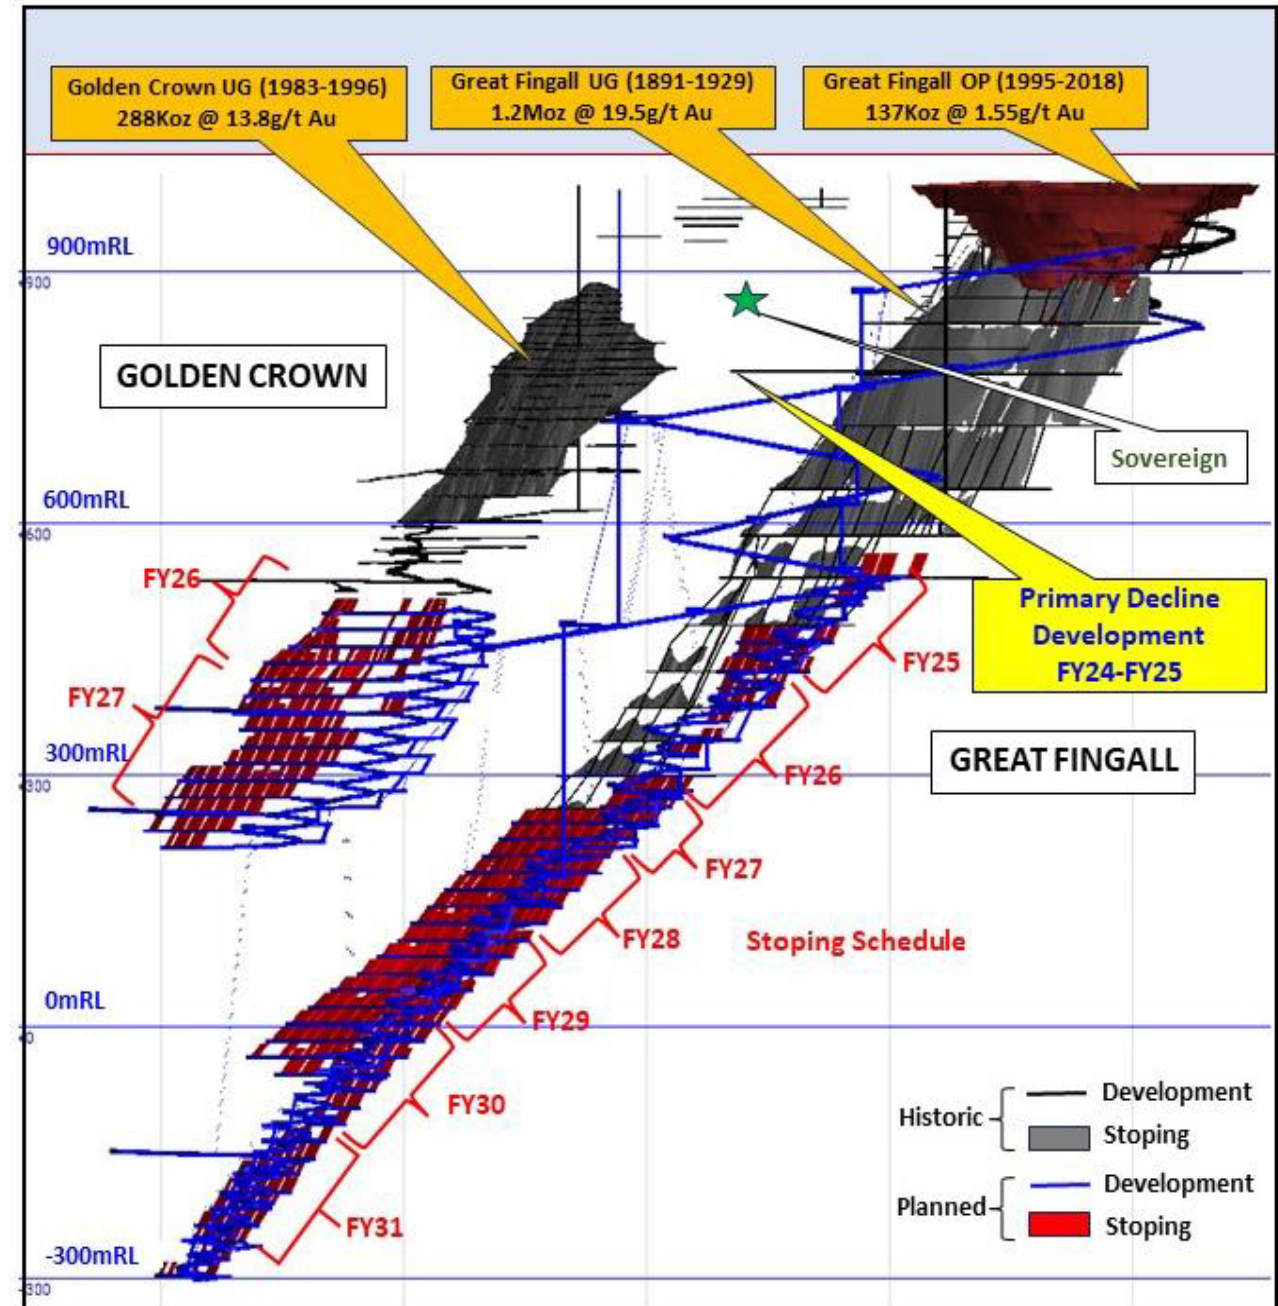 Golden Crown UG (1983-1996)
288Koz @ 13.8g/t Au
Great Fingall UG (1891-1929)
1.2Moz @ 19.5g/t Au
Great Fingall OP (1995-2018)
137Koz @ 1.55g/t Au
900mRL
900
GOLDEN CROWN
Sovereign
600mRL
600
FY26
Primary Decline
Development
FY24-FY25
FY25
FY27
300mRL
300
GREAT FINGALL
FY26
FY27
FY28
Stoping Schedule
0mRL
0
FY29
FY30
FY31
Historic
Development
Stoping
Planned
Development
Stoping
-300mRL
-300